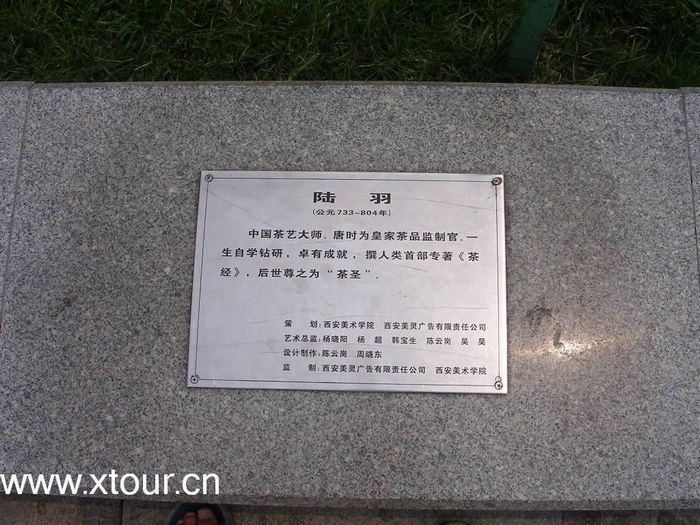 陆 羽
(公元733-804年)
中国茶艺大师。唐时为皇家茶品监制官。一
生自学钻研,卓有成就、撰人类首部专著《茶
经》,后世尊之为“茶圣”。
策 划:西安美术学院 西安美灵广告有限责任公司
艺术总监:杨晓阳 杨 超 韩宝生 陈云岗 吴 昊
设计制作:陈云岗 周晓东
监 制:西安美灵广告有限责任公司 西安美术学院
www.xtour.cn